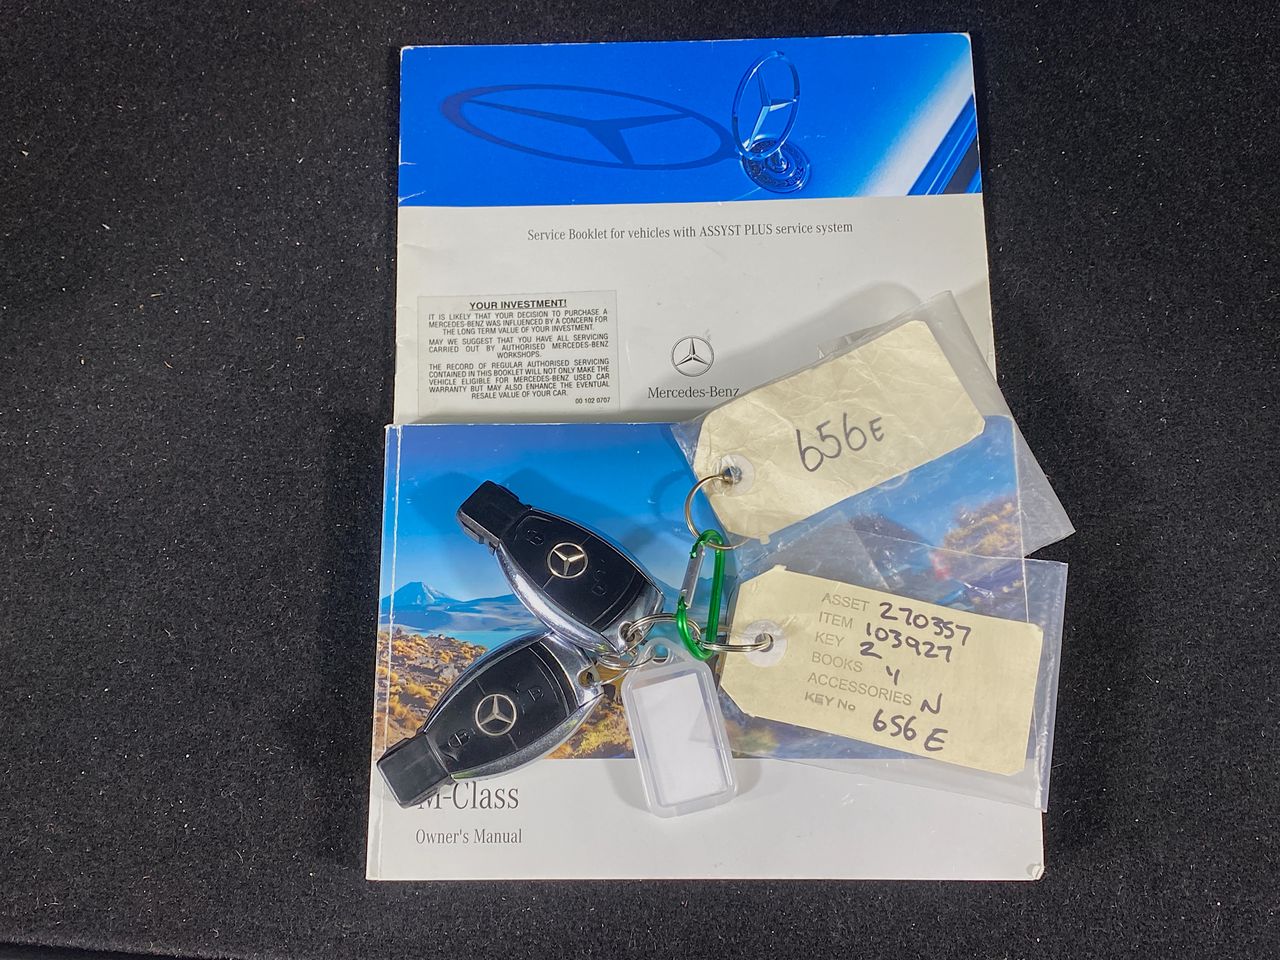 Service Booklet for vehicles with ASSYST PLUS service system
YOUR INVESTMENT!
IT IS LIKELY THAT YOUR DECISION TO PURCHASE A
MERCEDES-BENZ WAS INFLUENCED BY A CONCERN FOR
THE LONG TERM VALUE OF YOUR INVESTMENT.
MAY WE SUGGEST THAT YOU HAVE ALL SERVICING
CARRIED OUT BY AUTHORISED MERCEDES-BENZ
WORKSHOPS.
THE RECORD OF REGULAR AUTHORISED SERVICING
CONTAINED IN THIS BOOKLET WILL NOT ONLY MAKE THE
VEHICLE ELIGIBLE FOR MERCEDES-BENZ USED CAR
WARRANTY BUT MAY ALSO ENHANCE THE EVENTUAL
RESALE VALUE OF YOUR CAR.
00 102 0707
Mercedes-Benz
656E
ASSET 270357
ITEM 103927
KEY 2
BOOKS Y
ACCESSORIES N
KEY No 656E
M-Class
Owner's Manual